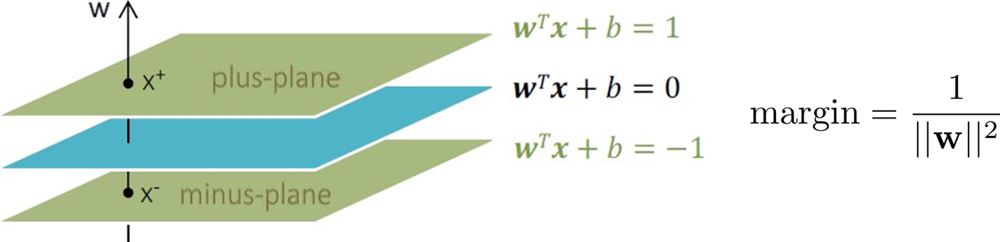 w
wᵀx + b = 1
plus-plane
x⁺
wᵀx + b = 0
margin = 1 / ||w||²
wᵀx + b = −1
x⁻
minus-plane